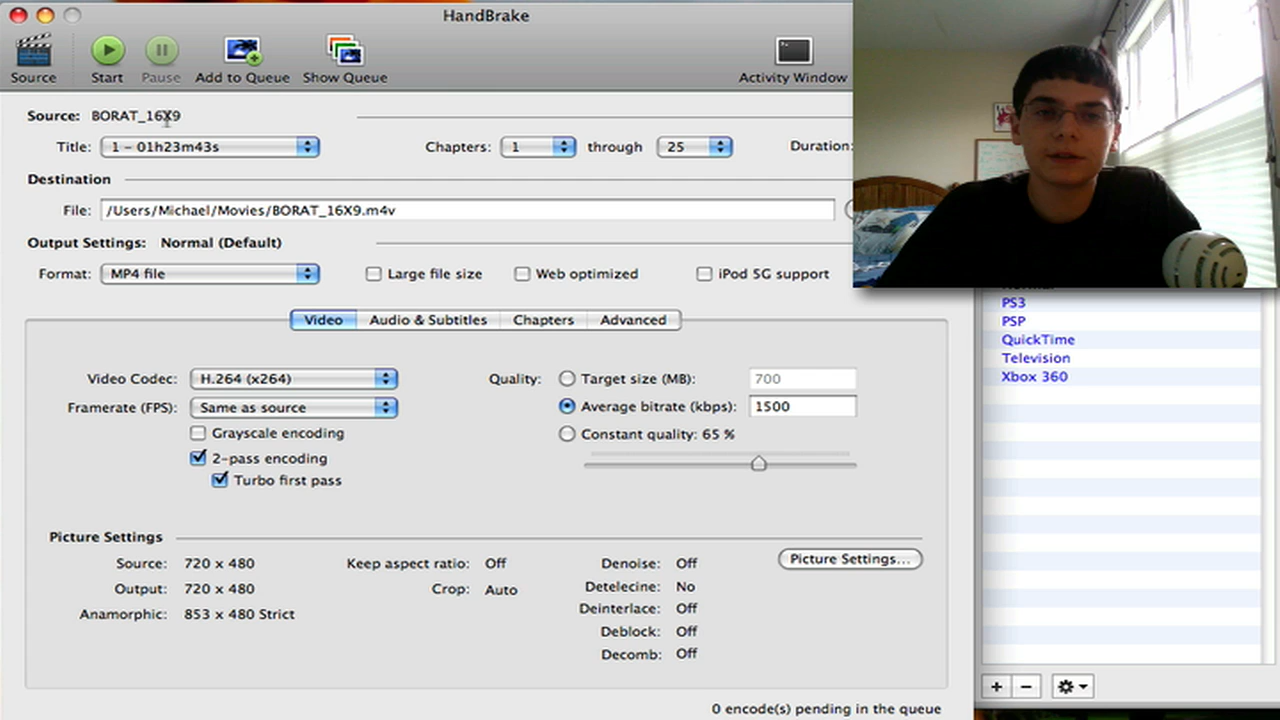 HandBrake
Source Start Pause Add to Queue Show Queue Activity Window
Source: BORAT_16X9
Title: 1 - 01h23m43s Chapters: 1 through 25 Duration:
Destination
File: /Users/Michael/Movies/BORAT_16X9.m4v
Output Settings: Normal (Default)
Format: MP4 file Large file size Web optimized iPod 5G support
Video Audio & Subtitles Chapters Advanced
Video Codec: H.264 (x264) Quality: Target size (MB): 700
Framerate (FPS): Same as source Average bitrate (kbps): 1500
Grayscale encoding Constant quality: 65 %
2-pass encoding
Turbo first pass
Picture Settings
Source: 720 x 480 Keep aspect ratio: Off Denoise: Off Picture Settings...
Output: 720 x 480 Crop: Auto Detelecine: No
Anamorphic: 853 x 480 Strict Deinterlace: Off
Deblock: Off
Decomb: Off
0 encode(s) pending in the queue
PS3
PSP
QuickTime
Television
Xbox 360